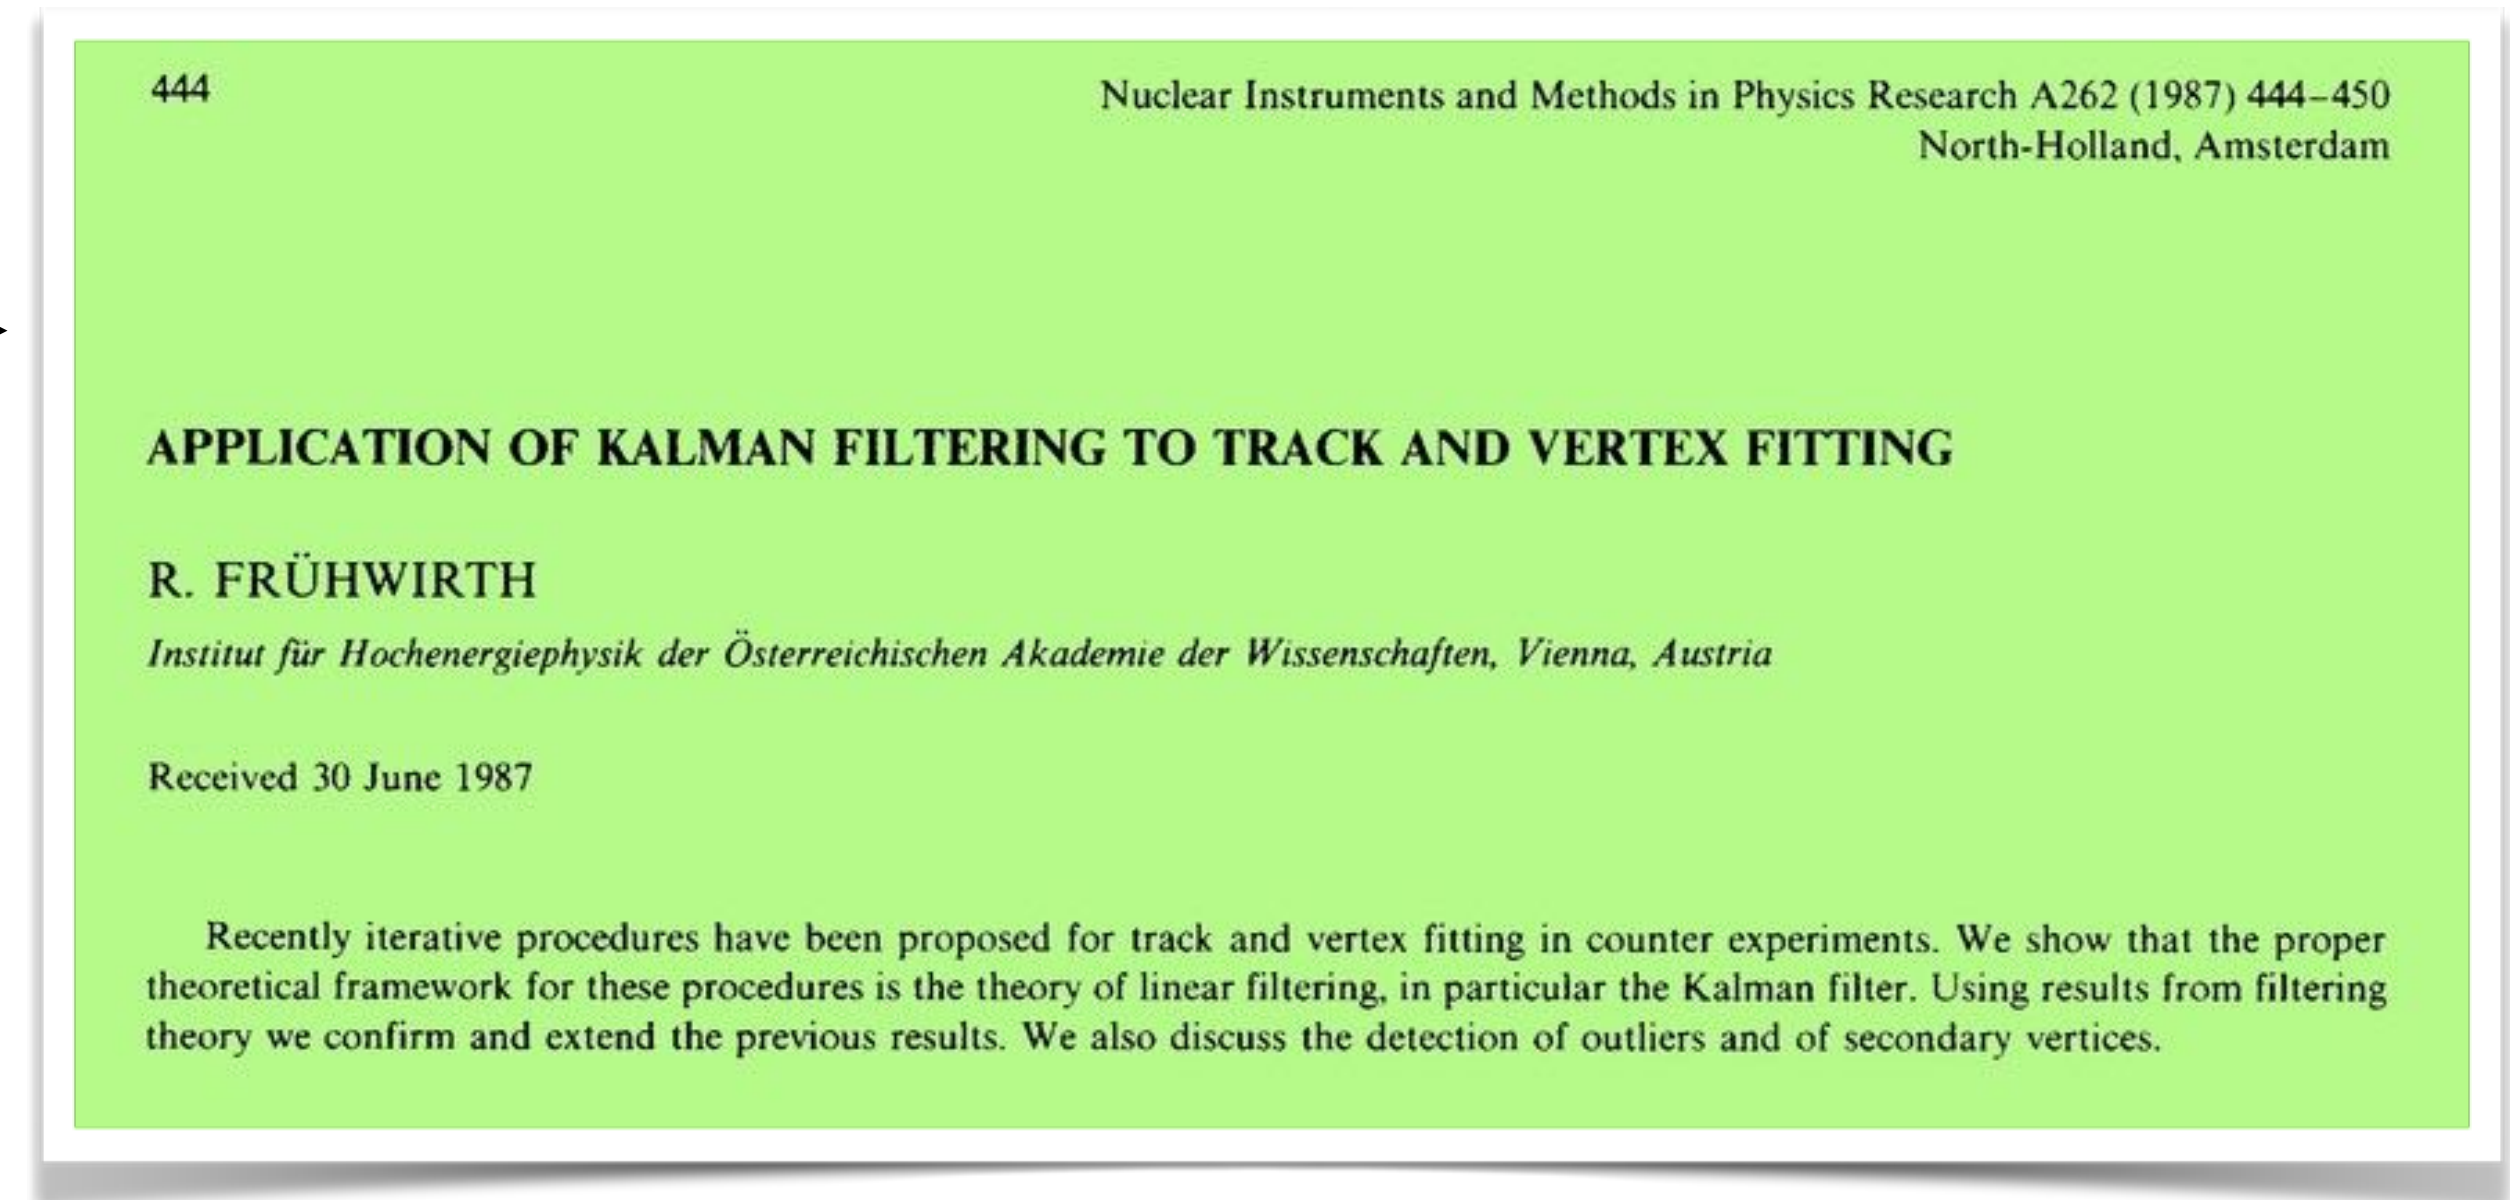 444
Nuclear Instruments and Methods in Physics Research A262 (1987) 444–450
North-Holland, Amsterdam
APPLICATION OF KALMAN FILTERING TO TRACK AND VERTEX FITTING
R. FRÜHWIRTH
Institut für Hochenergiephysik der Österreichischen Akademie der Wissenschaften, Vienna, Austria
Received 30 June 1987
Recently iterative procedures have been proposed for track and vertex fitting in counter experiments. We show that the proper
theoretical framework for these procedures is the theory of linear filtering, in particular the Kalman filter. Using results from filtering
theory we confirm and extend the previous results. We also discuss the detection of outliers and of secondary vertices.